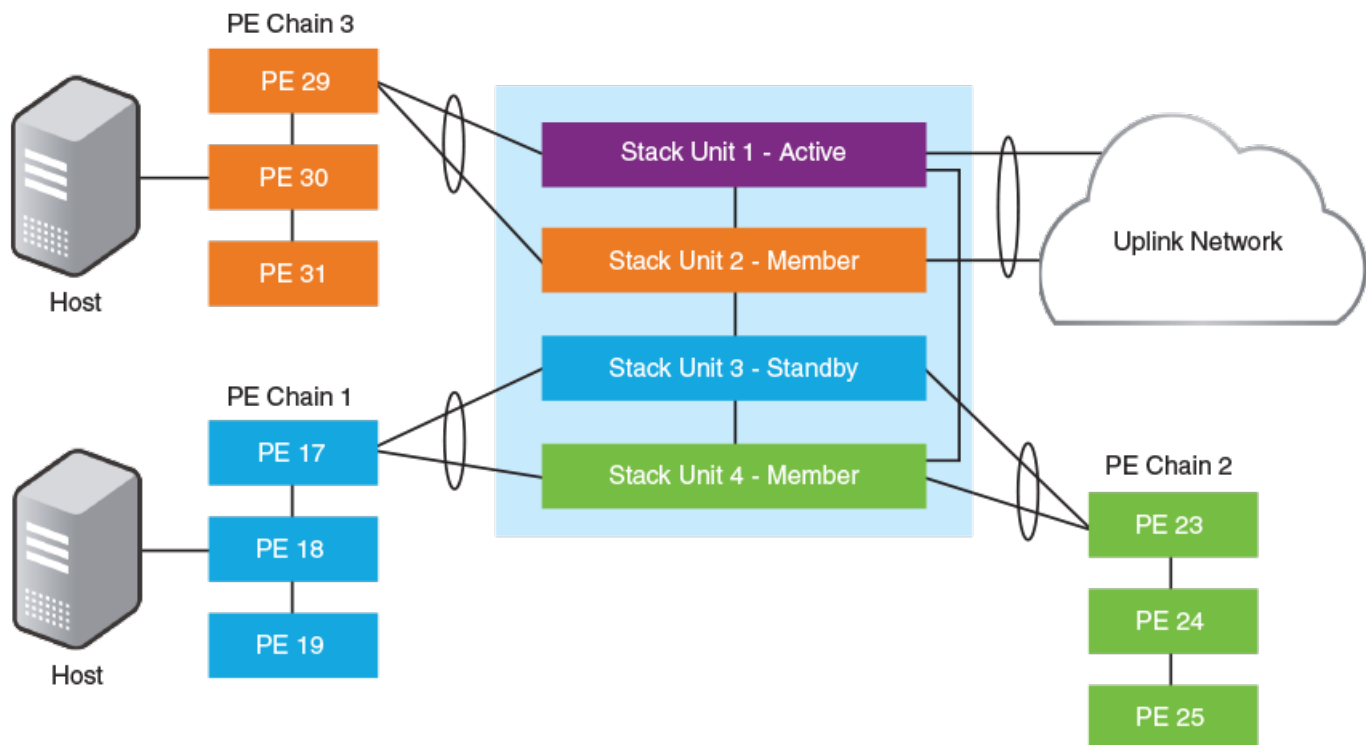 PE Chain 3
PE 29
PE 30
PE 31
Host
Stack Unit 1 - Active
Stack Unit 2 - Member
Stack Unit 3 - Standby
Stack Unit 4 - Member
Uplink Network
PE Chain 1
PE 17
PE 18
PE 19
Host
PE Chain 2
PE 23
PE 24
PE 25